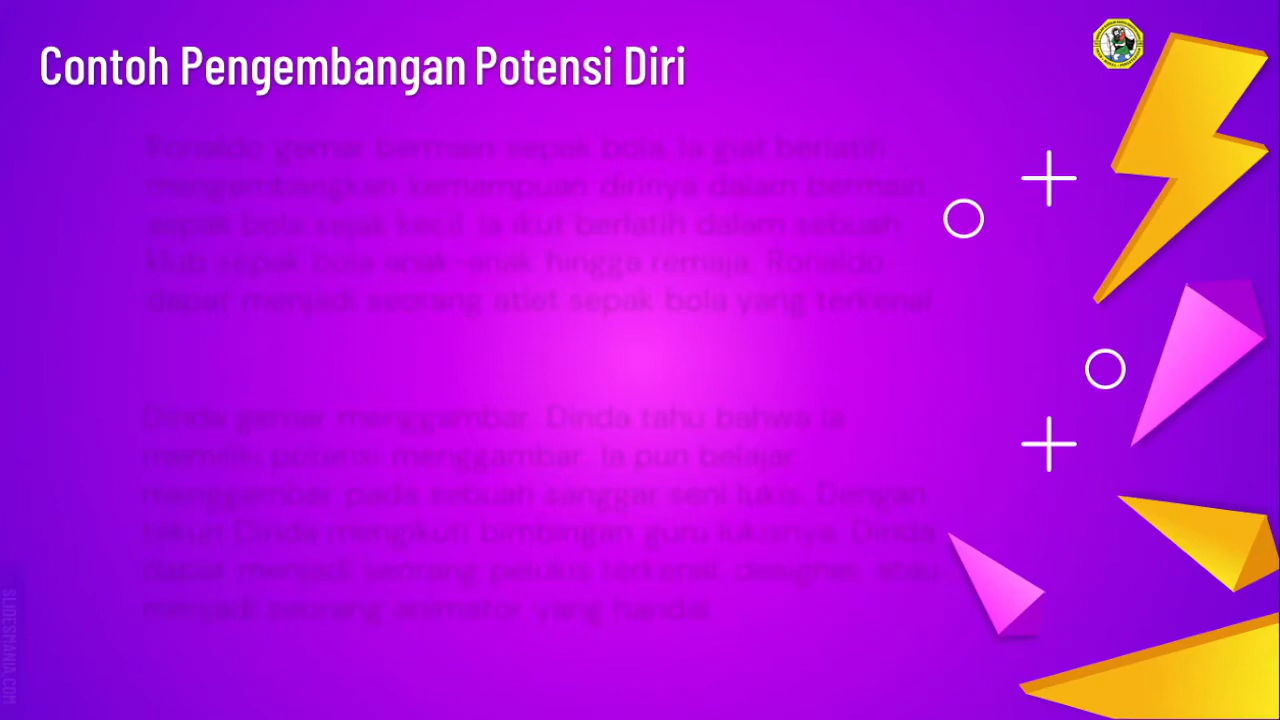 Contoh Pengembangan Potensi Diri
Ronaldo gemar bermain sepak bola. Ia giat berlatih
mengembangkan kemampuan dirinya dalam bermain
sepak bola sejak kecil. Ia ikut berlatih dalam sebuah
klub sepak bola anak-anak hingga remaja. Ronaldo
dapat menjadi seorang atlet sepak bola yang terkenal.
Dinda gemar menggambar. Dinda tahu bahwa ia
memiliki potensi menggambar. Ia pun belajar
menggambar pada sebuah sanggar seni lukis. Dengan
tekun Dinda mengikuti bimbingan guru lukisnya. Dinda
dapat menjadi seorang pelukis terkenal, designer, atau
menjadi seorang animator yang handal.
SLIDESMANIA.COM